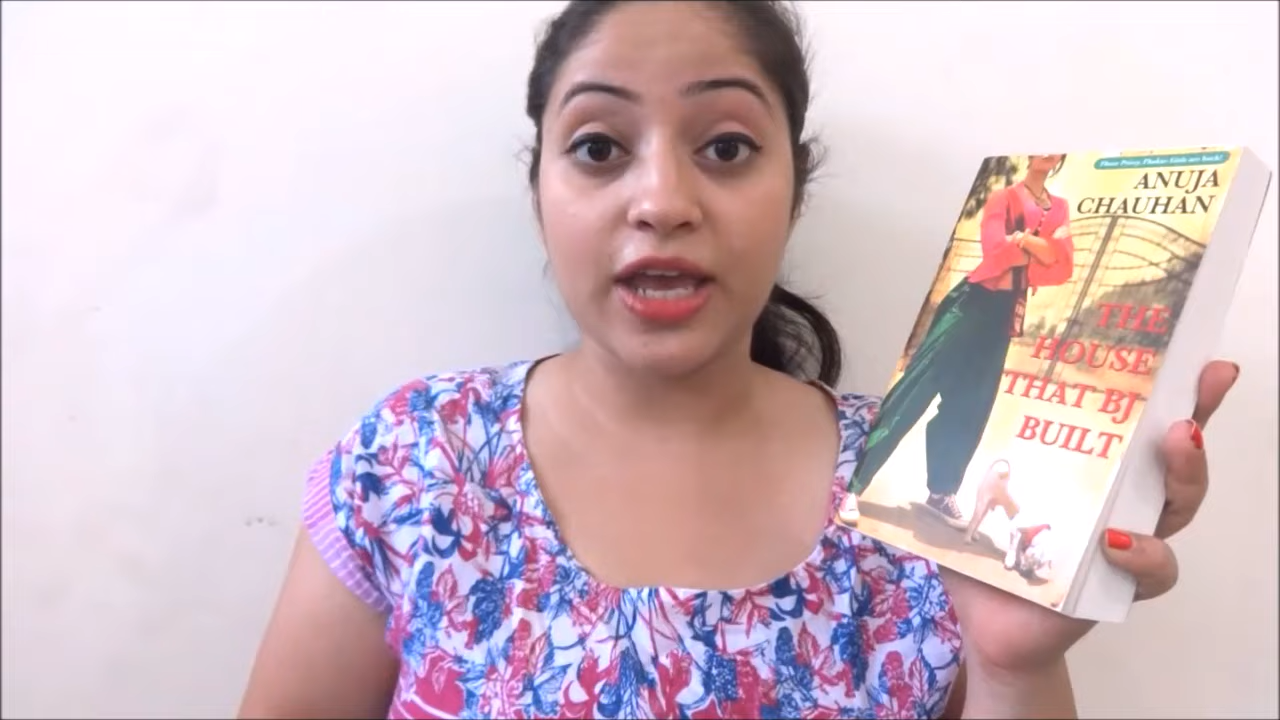 Those Pricey Thakur Girls are back!
ANUJA
CHAUHAN
THE
HOUSE
THAT BJ
BUILT